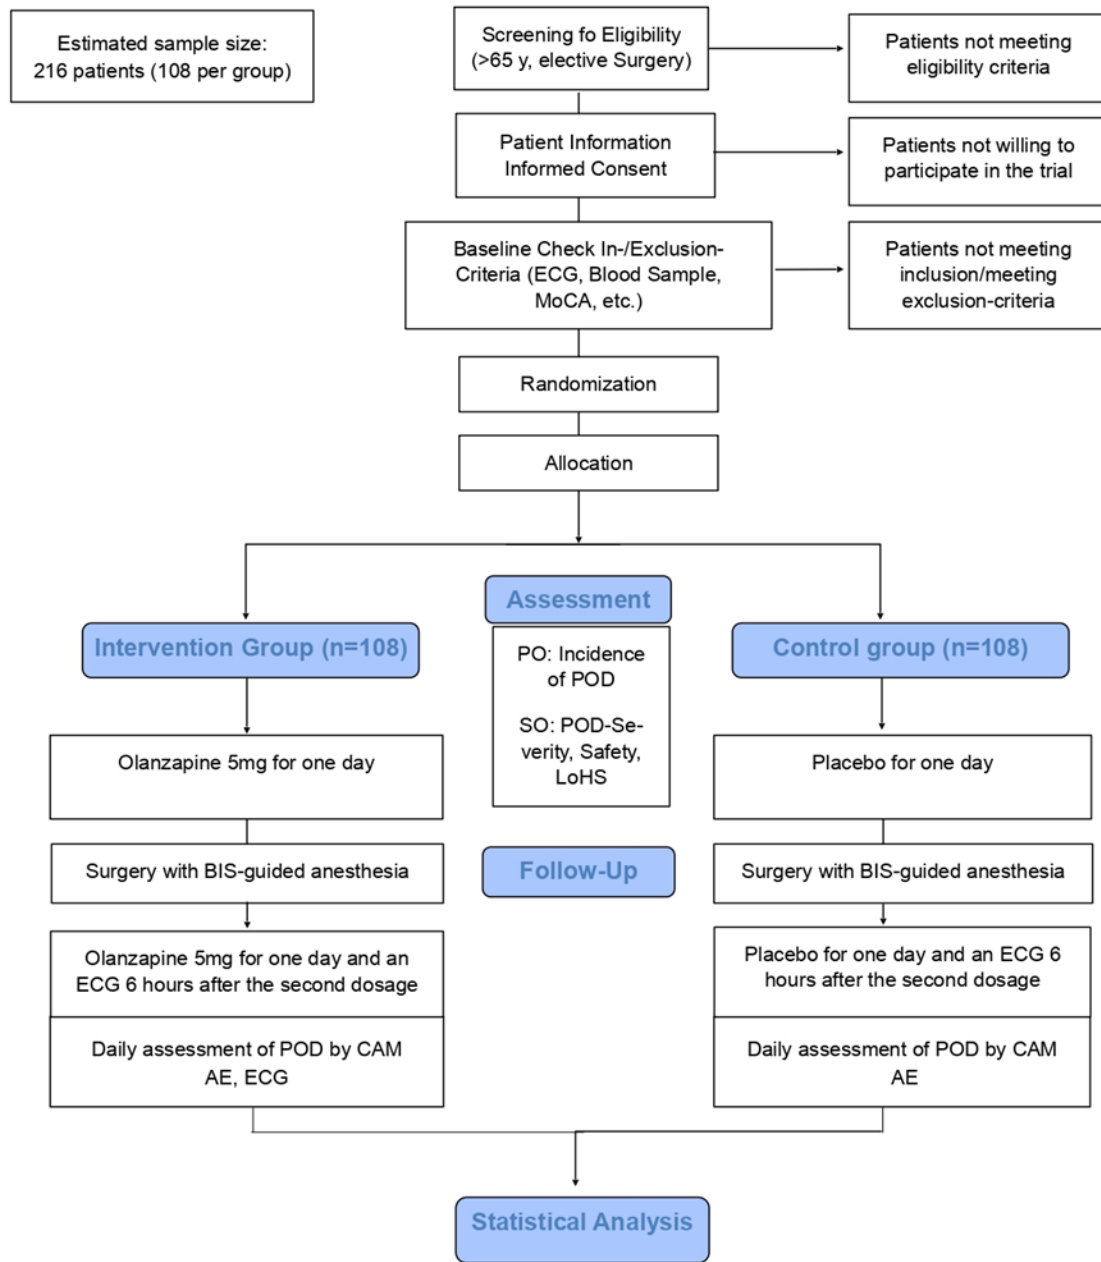 Estimated sample size:
216 patients (108 per group)
Screening fo Eligibility
(>65 y, elective Surgery)
Patients not meeting
eligibility criteria
Patient Information
Informed Consent
Patients not willing to
participate in the trial
Baseline Check In-/Exclusion-
Criteria (ECG, Blood Sample,
MoCA, etc.)
Patients not meeting
inclusion/meeting
exclusion-criteria
Randomization
Allocation
Assessment
PO: Incidence
of POD
SO: POD-Se-
verity, Safety,
LoHS
Intervention Group (n=108)
Control group (n=108)
Olanzapine 5mg for one day
Placebo for one day
Surgery with BIS-guided anesthesia
Follow-Up
Surgery with BIS-guided anesthesia
Olanzapine 5mg for one day and an
ECG 6 hours after the second dosage
Placebo for one day and an ECG 6
hours after the second dosage
Daily assessment of POD by CAM
AE, ECG
Daily assessment of POD by CAM
AE
Statistical Analysis